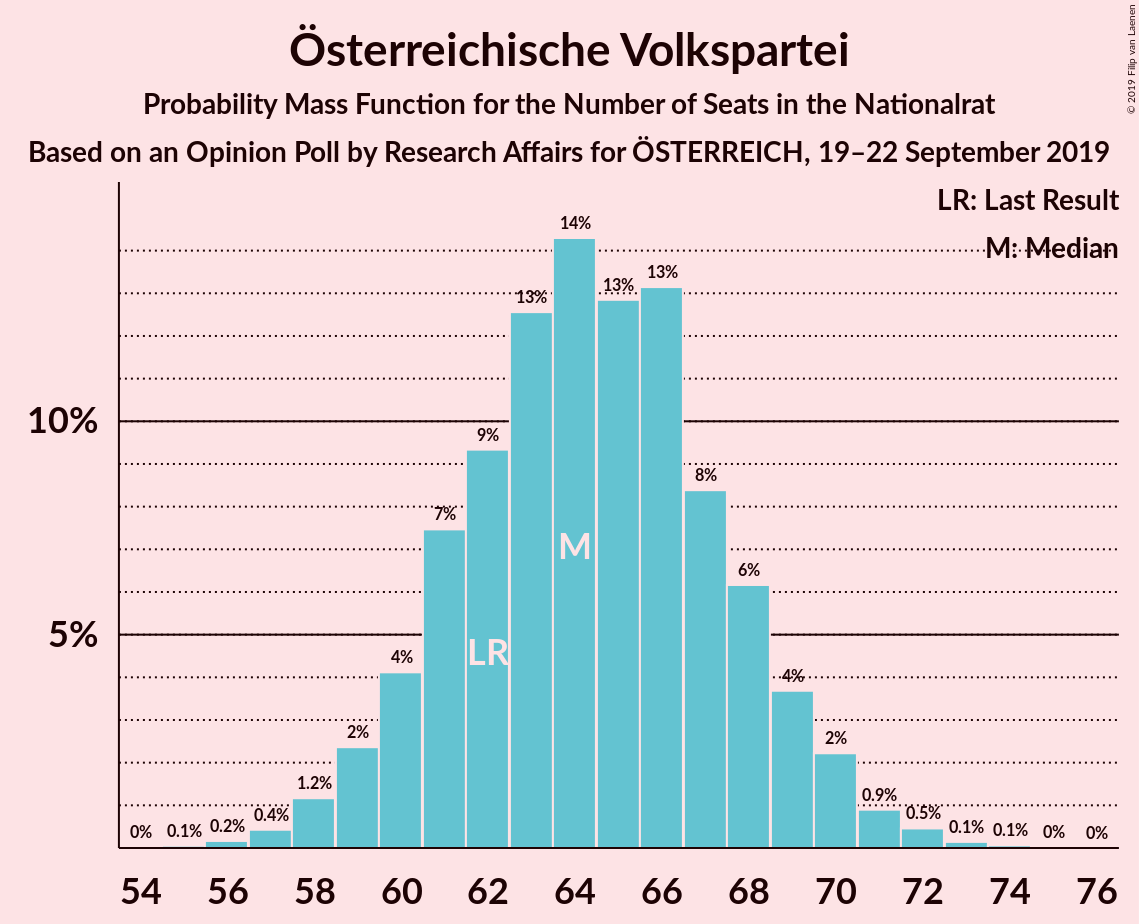 Österreichische Volkspartei
Probability Mass Function for the Number of Seats in the Nationalrat
Based on an Opinion Poll by Research Affairs for ÖSTERREICH, 19–22 September 2019
© 2019 Filip van Laenen
LR: Last Result
M: Median
10%
5%
0%
0.1%
0.2%
0.4%
1.2%
2%
4%
7%
9%
13%
14%
13%
13%
8%
6%
4%
2%
0.9%
0.5%
0.1%
0.1%
0%
0%
LR
M
54 56 58 60 62 64 66 68 70 72 74 76